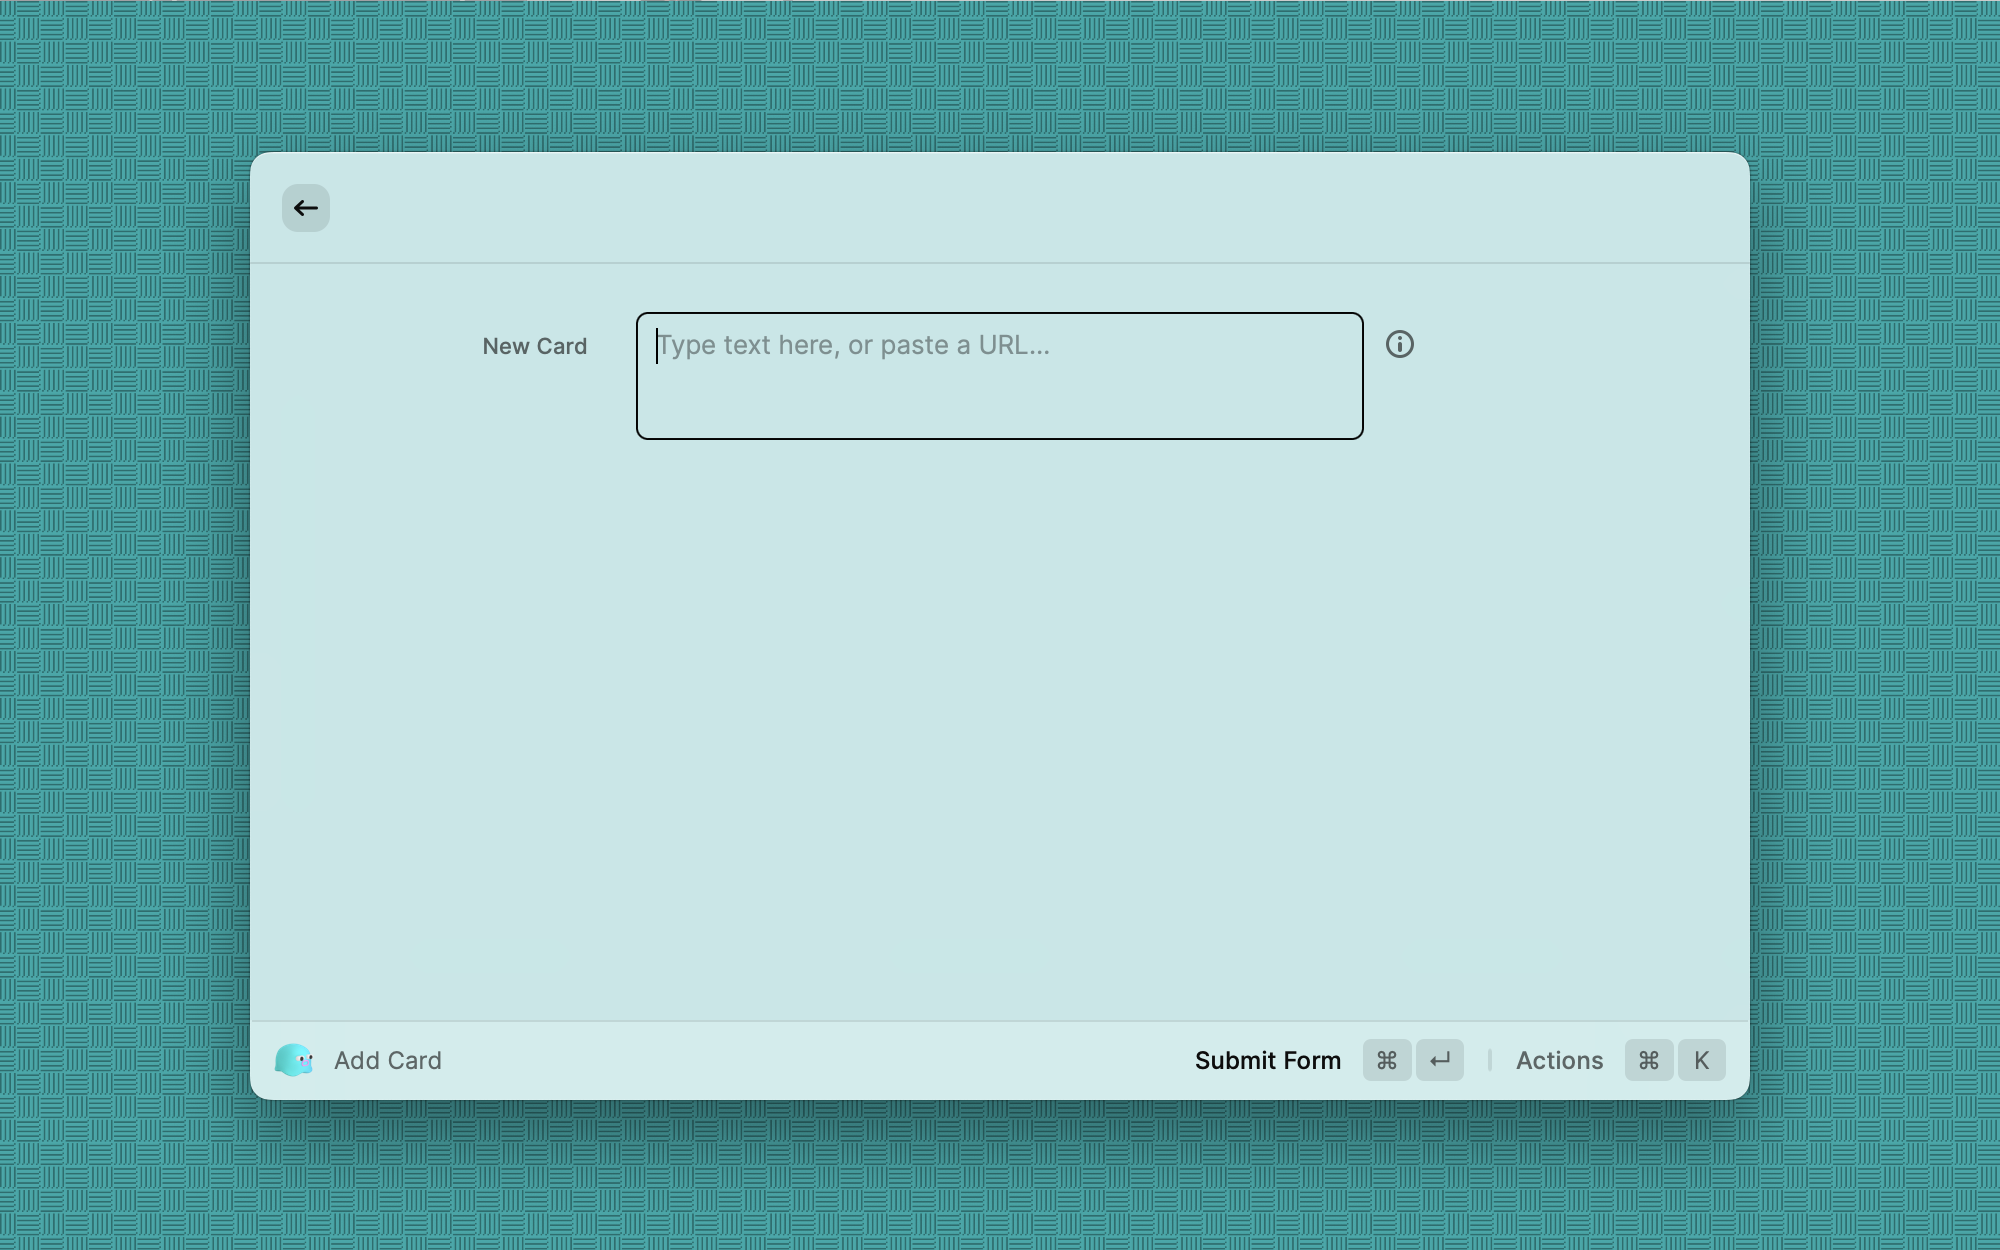 New Card
Type text here, or paste a URL...
Add Card
Submit Form ⌘ ↵
Actions ⌘ K